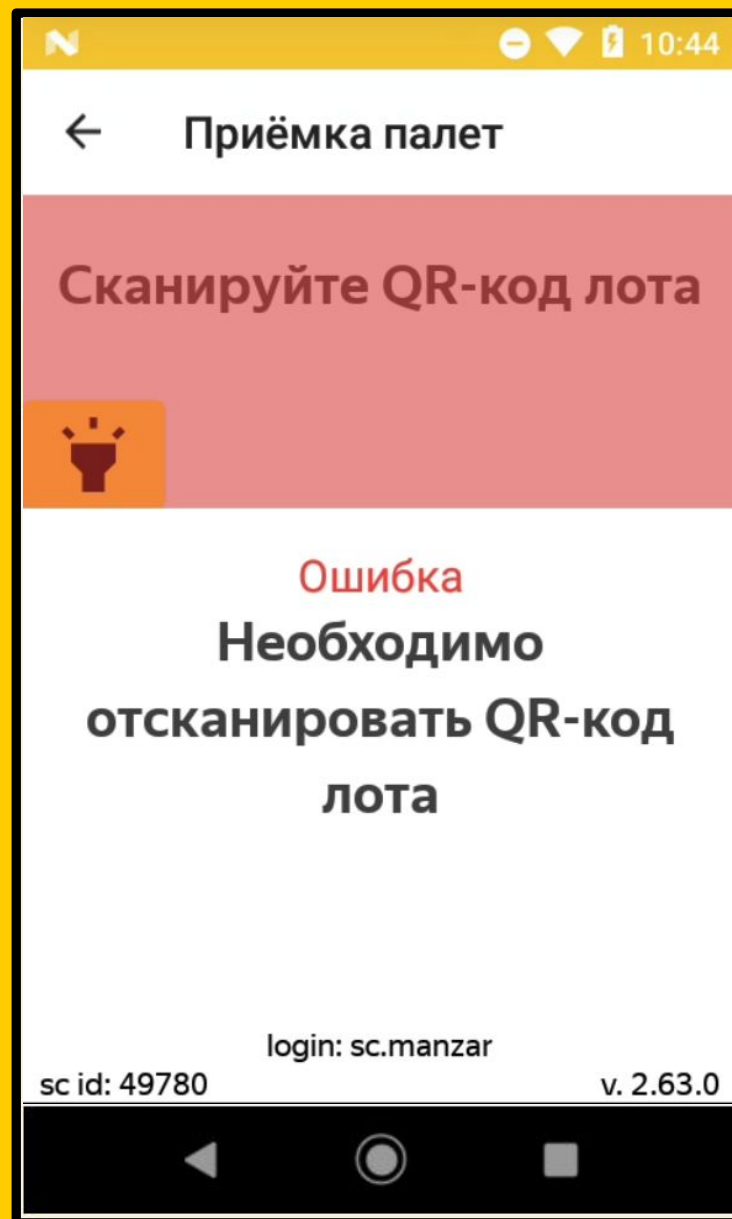 10:44
Приёмка палет
Сканируйте QR-код лота
Ошибка
Необходимо
отсканировать QR-код
лота
login: sc.manzar
sc id: 49780 v. 2.63.0